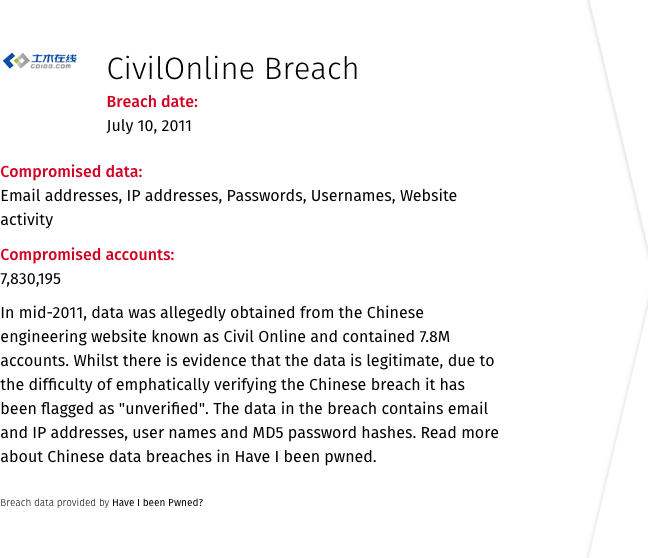 土木在线
CO188.COM
CivilOnline Breach
Breach date:
July 10, 2011
Compromised data:
Email addresses, IP addresses, Passwords, Usernames, Website
activity
Compromised accounts:
7,830,195
In mid-2011, data was allegedly obtained from the Chinese
engineering website known as Civil Online and contained 7.8M
accounts. Whilst there is evidence that the data is legitimate, due to
the difficulty of emphatically verifying the Chinese breach it has
been flagged as "unverified". The data in the breach contains email
and IP addresses, user names and MD5 password hashes. Read more
about Chinese data breaches in Have I been pwned.
Breach data provided by Have I been Pwned?